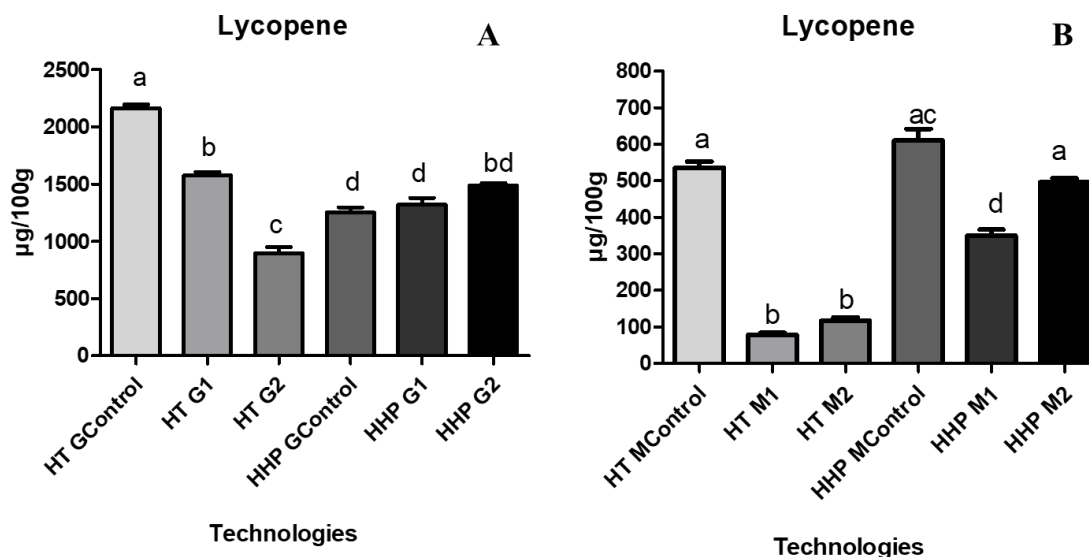 Lycopene
A
µg/100g
2500
2000
1500
1000
500
0
a
b
c
d
d
bd
HT GControl
HT G1
HT G2
HHP GControl
HHP G1
HHP G2
Technologies
Lycopene
B
µg/100g
800
700
600
500
400
300
200
100
0
a
b
b
ac
d
a
HT MControl
HT M1
HT M2
HHP MControl
HHP M1
HHP M2
Technologies